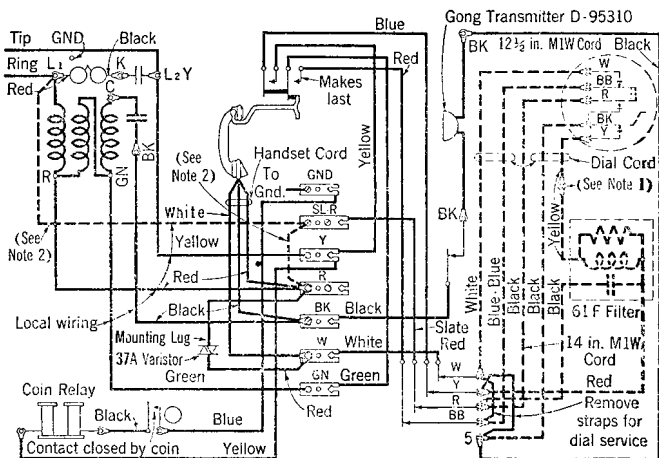 Gong Transmitter D-95310
Blue
BK
12½ in. M1W Cord
Black
Tip
GND
Black
Ring
L1
K
L2Y
Red
Red
Makes
last
C
W
BB
R
BK
Y
BK
Yellow
(See
Note 2)
Handset Cord
Dial Cord
To
Gnd.
GND
(See Note 1)
R
GN
White
SL-R
BK
Yellow
(See
Note 2)
Yellow
Y
Red
R
White
Blue-Blue
Black
Black
Black
61F Filter
Black
BK
Black
Local wiring
Slate
Red
14 in. M1W
Cord
Mounting Lug
37A Varistor
W
White
Red
Green
GN
Green
W
Y
R
BB
Remove
straps for
dial service
Coin Relay
Red
Black
Blue
5
Contact closed by coin
Yellow